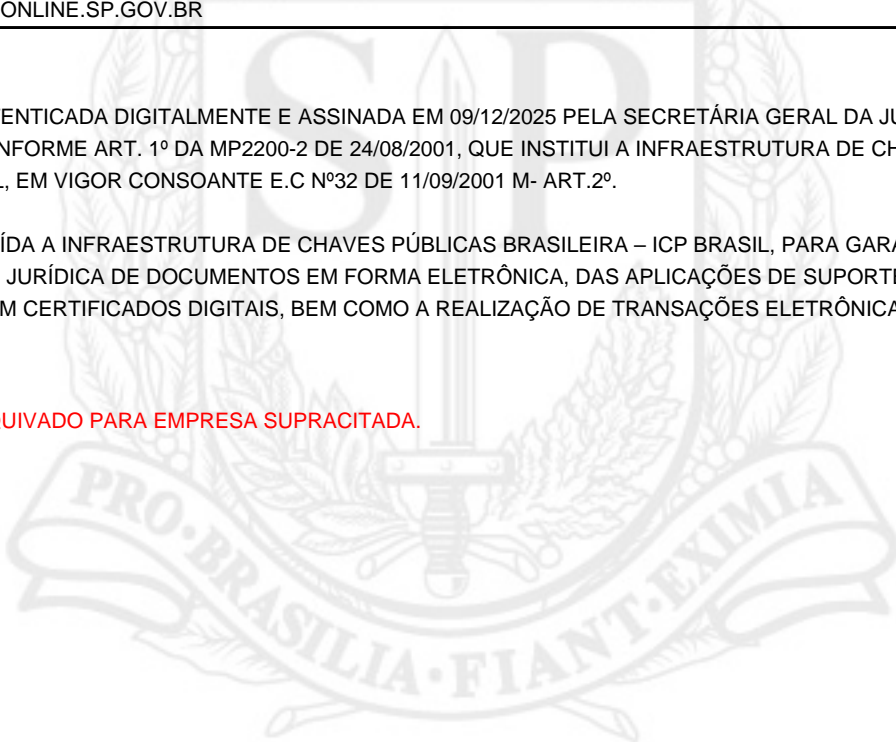 ONLINE.SP.GOV.BR
ENTICADA DIGITALMENTE E ASSINADA EM 09/12/2025 PELA SECRETÁRIA GERAL DA JU
NFORME ART. 1º DA MP2200-2 DE 24/08/2001, QUE INSTITUI A INFRAESTRUTURA DE CH
L, EM VIGOR CONSOANTE E.C Nº32 DE 11/09/2001 M- ART.2º.
ÍDA A INFRAESTRUTURA DE CHAVES PÚBLICAS BRASILEIRA – ICP BRASIL, PARA GARA
JURÍDICA DE DOCUMENTOS EM FORMA ELETRÔNICA, DAS APLICAÇÕES DE SUPORTE
M CERTIFICADOS DIGITAIS, BEM COMO A REALIZAÇÃO DE TRANSAÇÕES ELETRÔNICA
QUIVADO PARA EMPRESA SUPRACITADA.
SP
PRO·BRASILIA·FIANT·EXIMIA